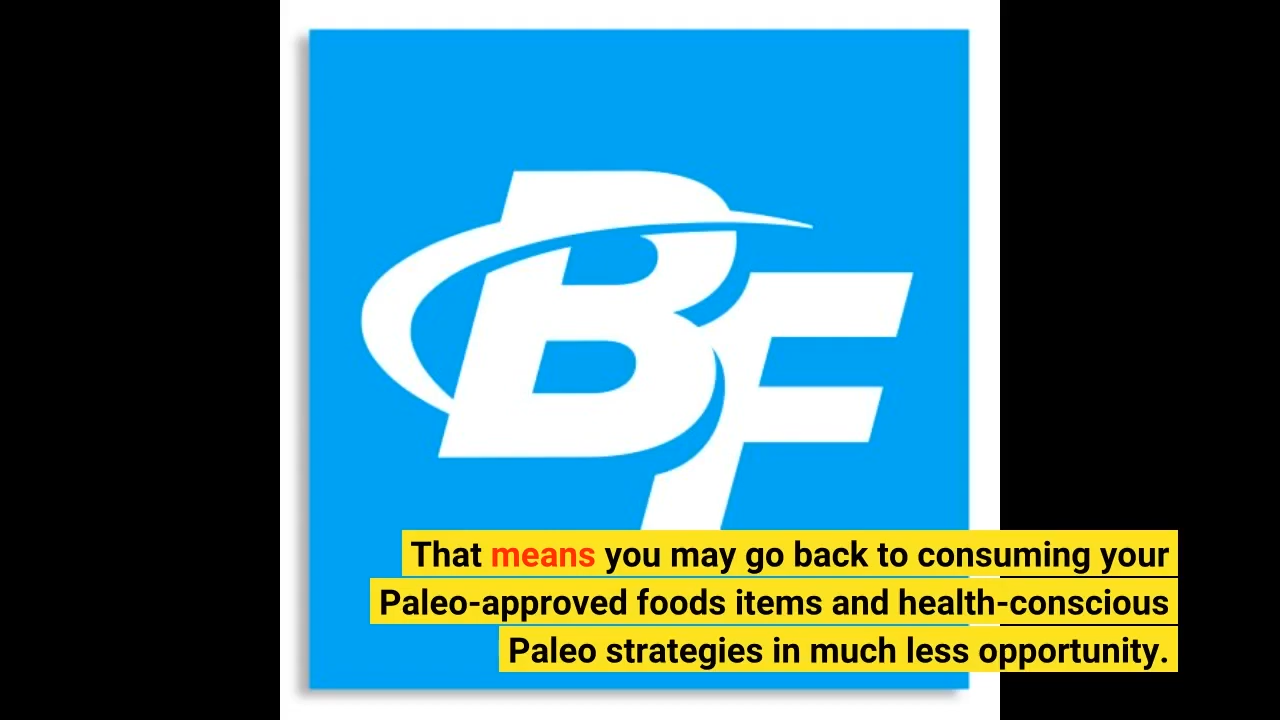 BF
That means you may go back to consuming your
Paleo-approved foods items and health-conscious
Paleo strategies in much less opportunity.